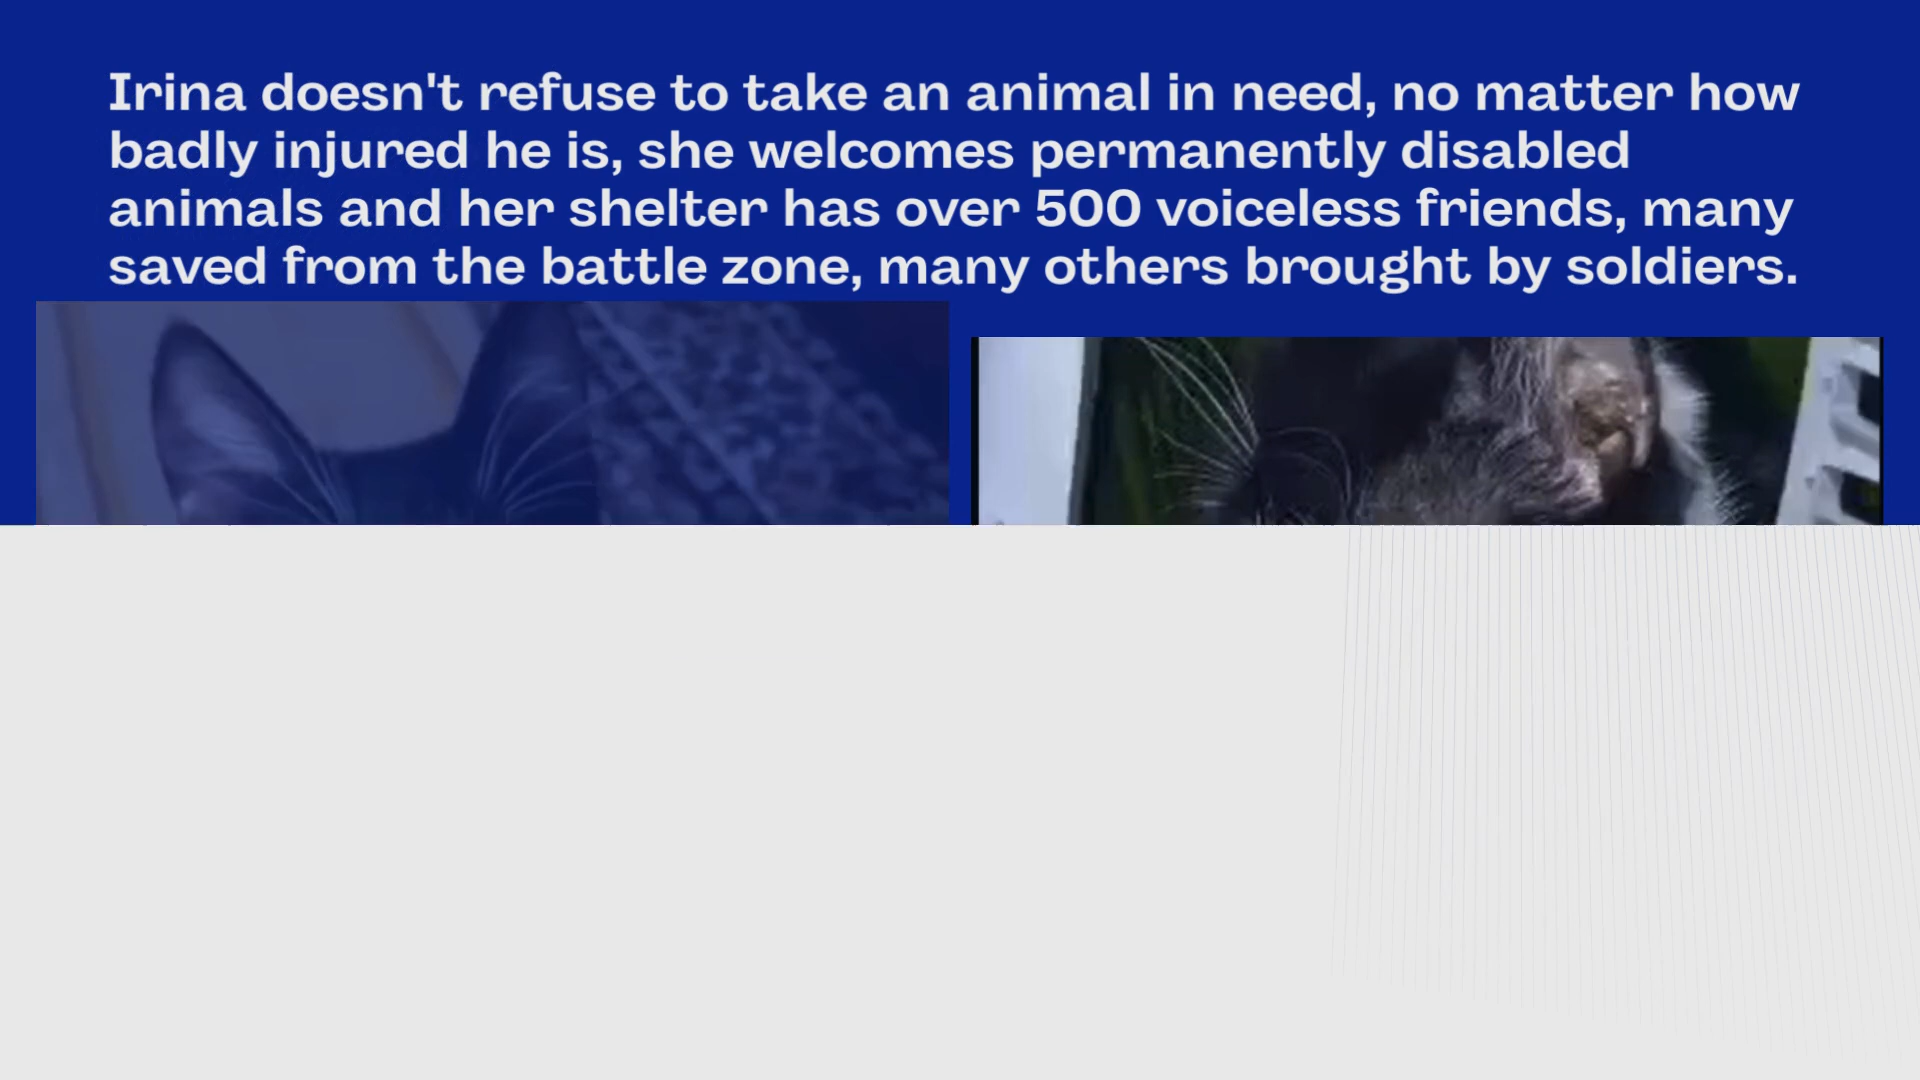 Irina doesn't refuse to take an animal in need, no matter how
badly injured he is, she welcomes permanently disabled
animals and her shelter has over 500 voiceless friends, many
saved from the battle zone, many others brought by soldiers.